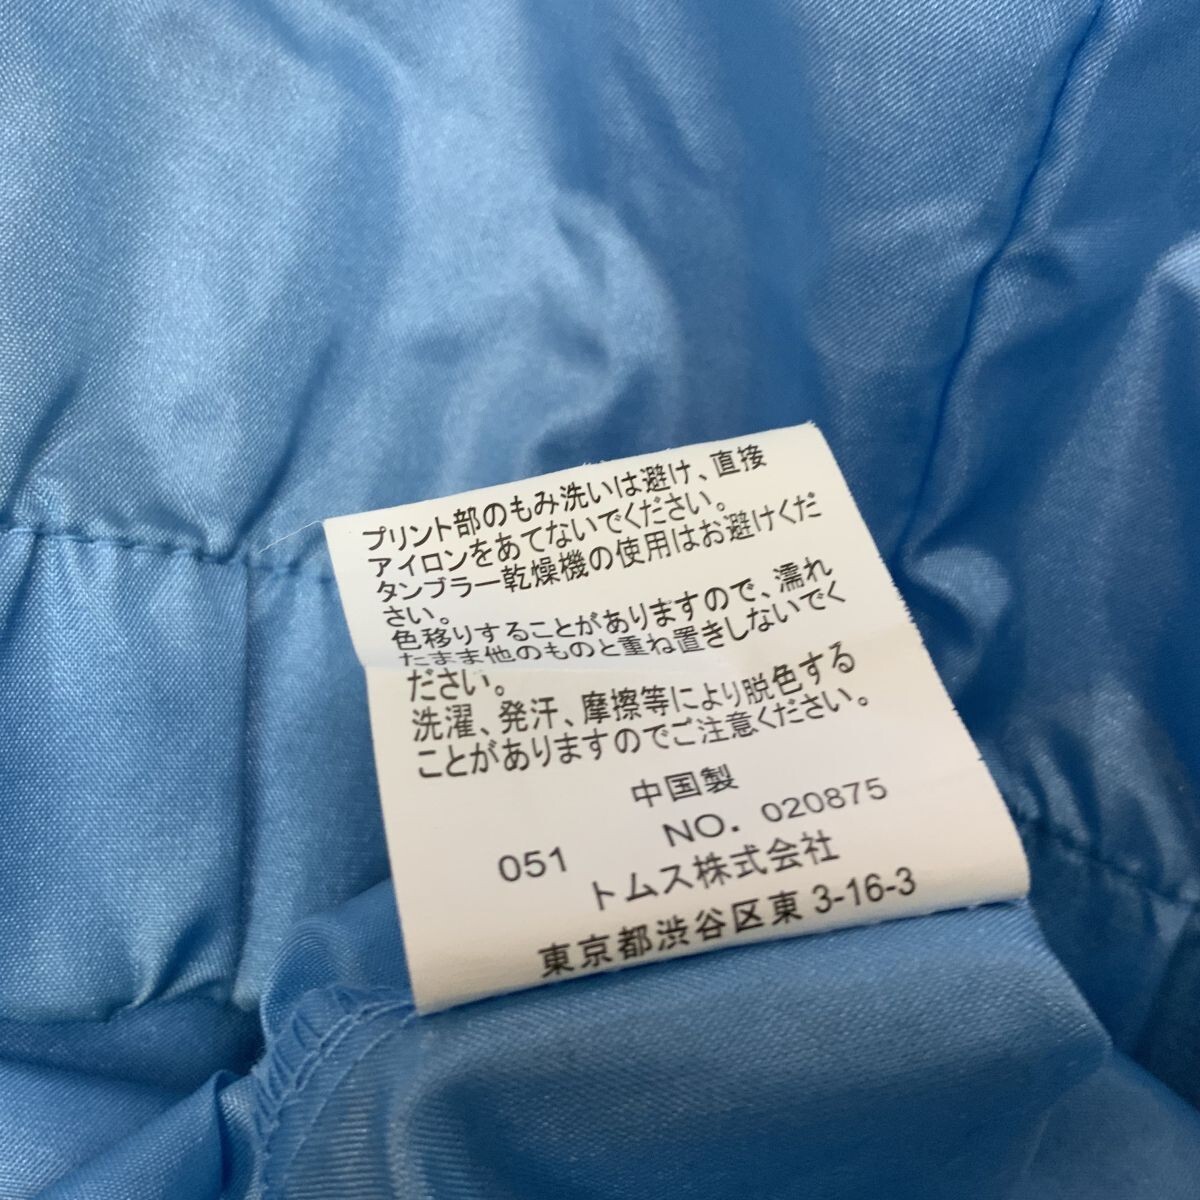 プリント部のもみ洗いは避け、直接
アイロンをあてないでください。
タンブラー乾燥機の使用はお避けくだ
さい。
色移りすることがありますので、濡れ
たまま他のものと重ね置きしないでく
ださい。
洗濯、発汗、摩擦等により脱色する
ことがありますのでご注意ください。
中国製
NO. 020875
051
トムス株式会社
東京都渋谷区東 3-16-3